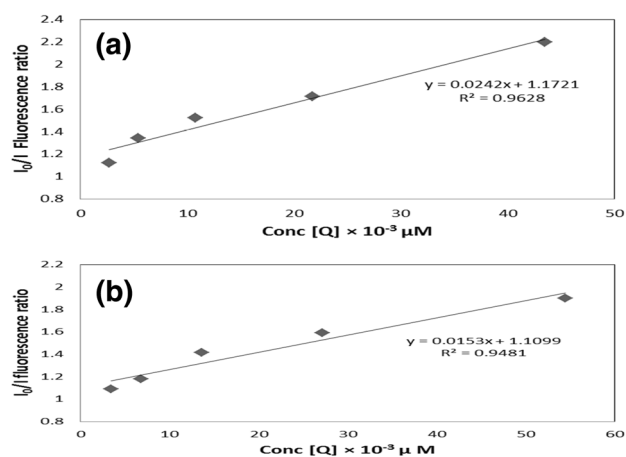 (a)
I₀/I Fluorescence ratio
2.4
2.2
2
1.8
1.6
1.4
1.2
1
0.8
y = 0.0242x + 1.1721
R² = 0.9628
0 10 20 30 40 50
Conc [Q] × 10⁻³ μM
(b)
I₀/I fluorescence ratio
2.2
2
1.8
1.6
1.4
1.2
1
0.8
y = 0.0153x + 1.1099
R² = 0.9481
0 10 20 30 40 50 60
Conc [Q] × 10⁻³ μ M